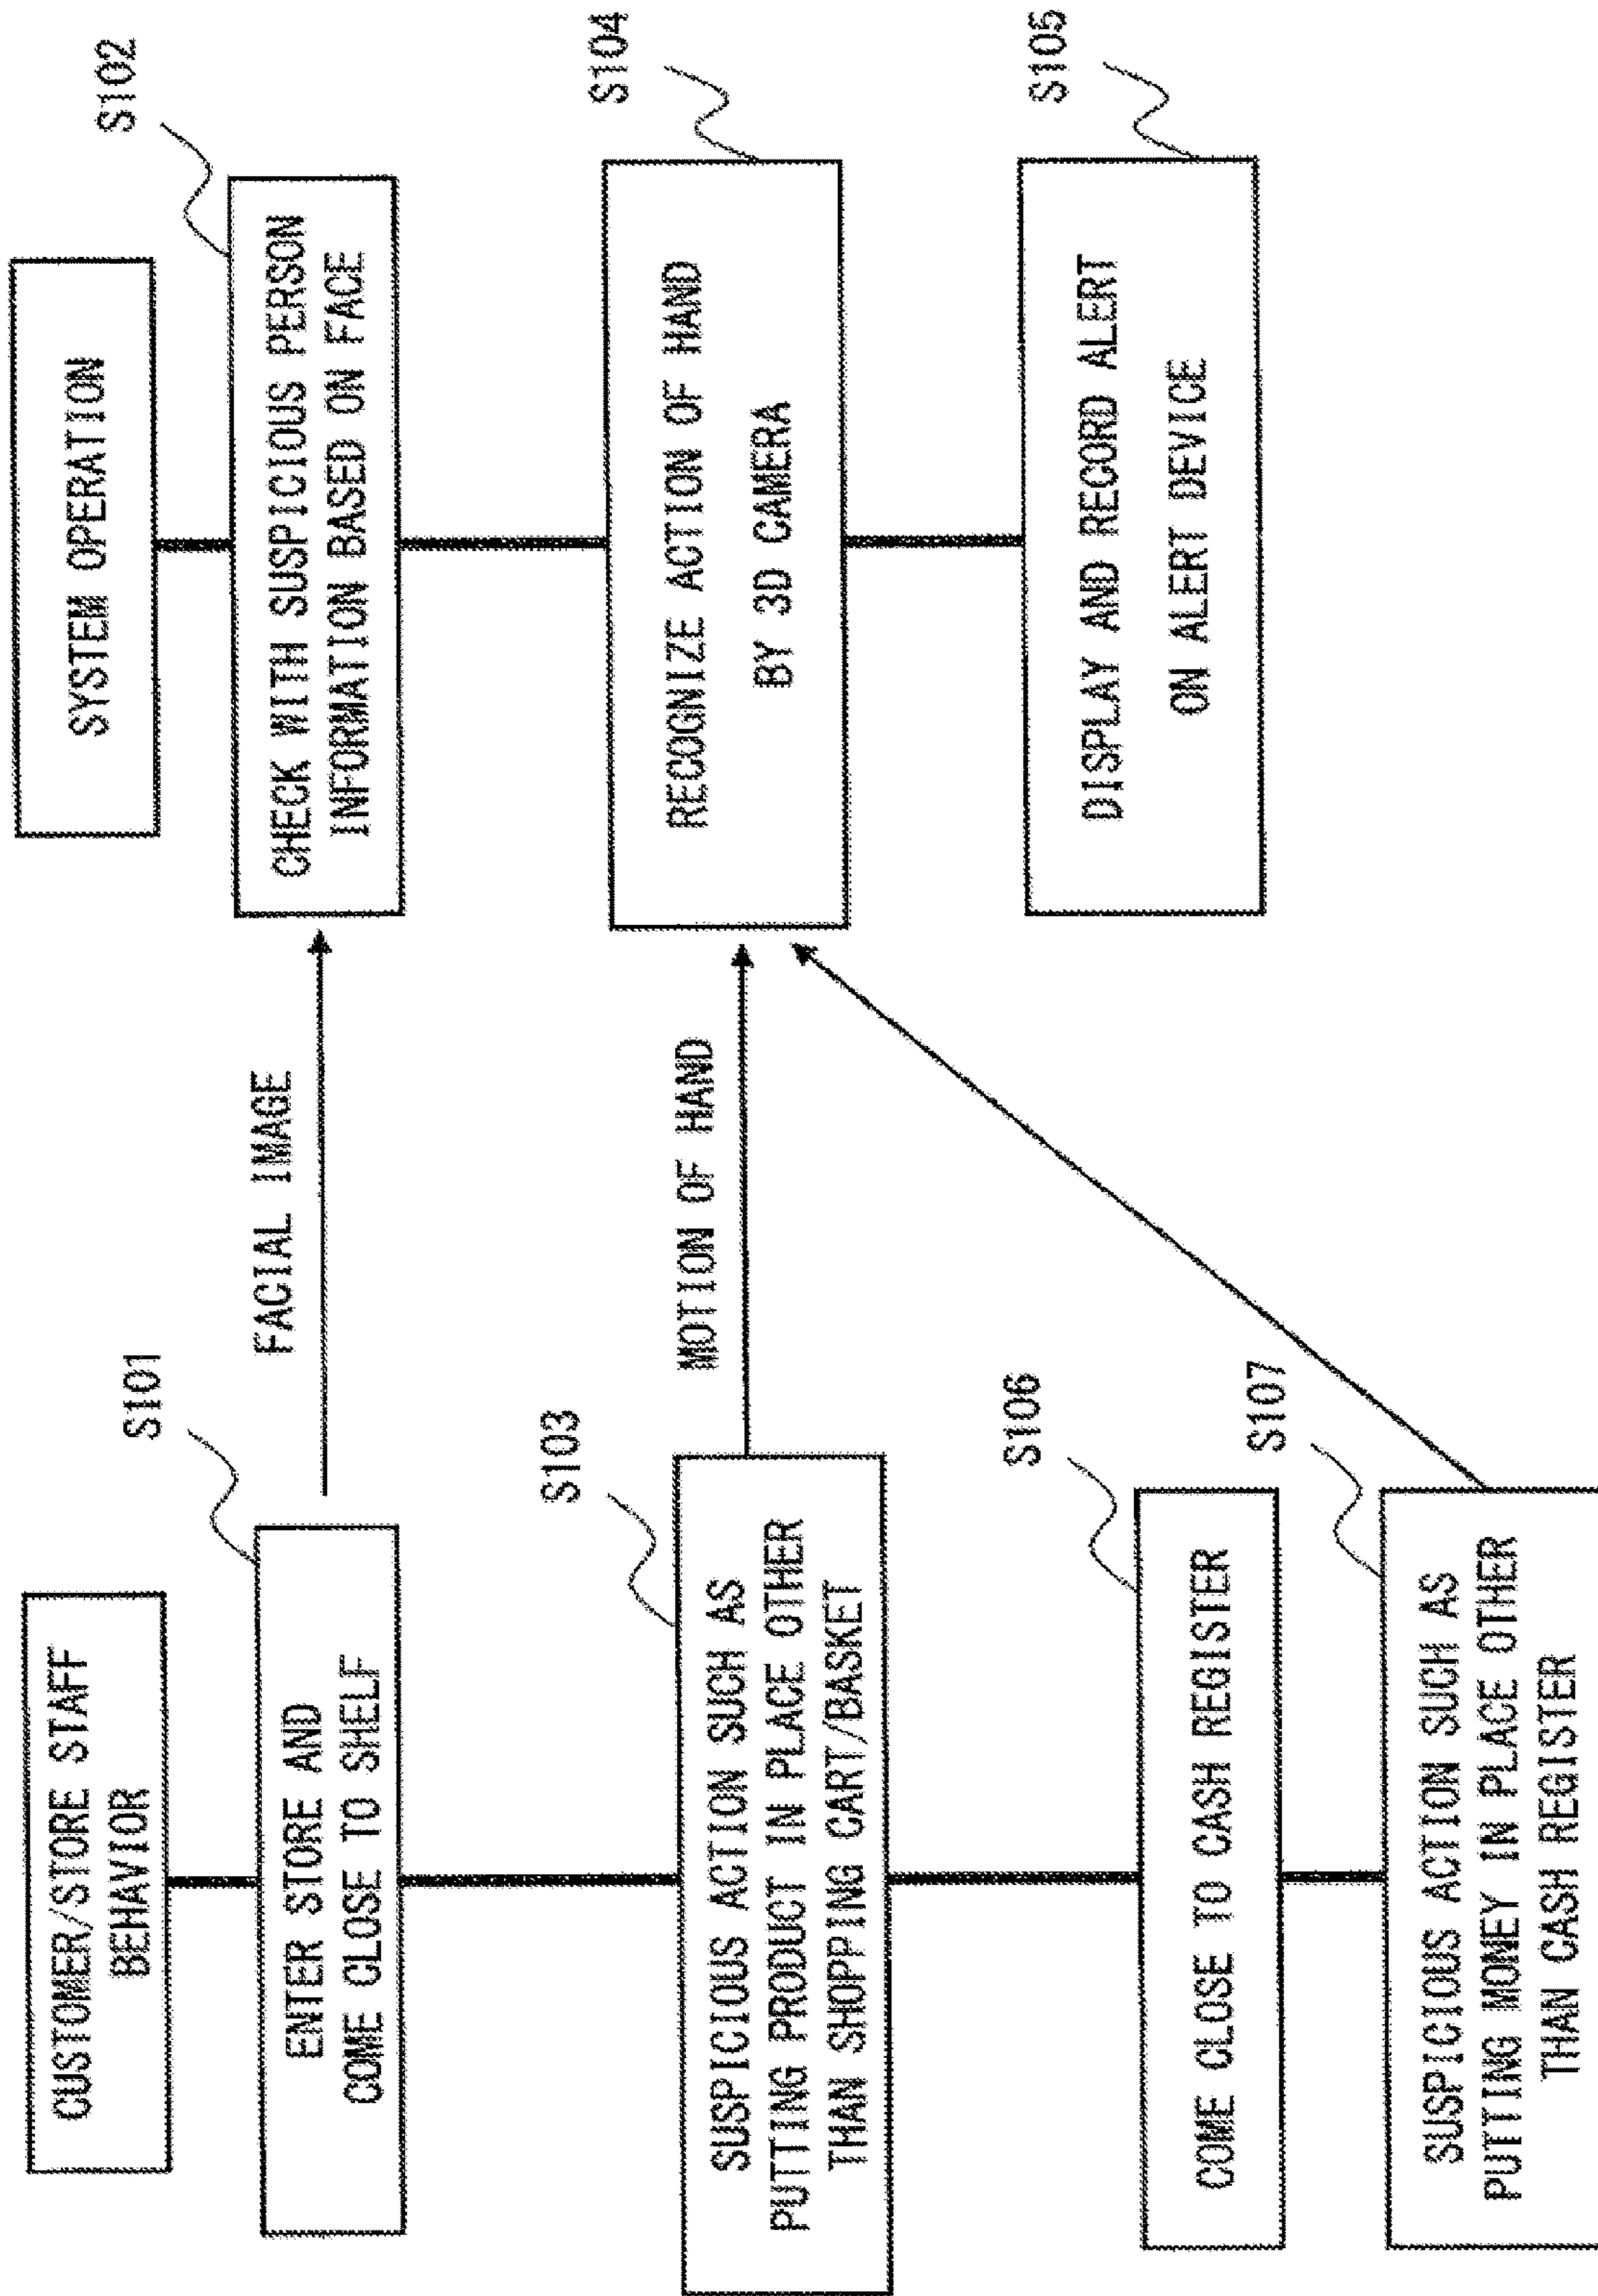 CUSTOMER/STORE STAFF
BEHAVIOR
S101
ENTER STORE AND
COME CLOSE TO SHELF
FACIAL IMAGE
SYSTEM OPERATION
S102
CHECK WITH SUSPICIOUS PERSON
INFORMATION BASED ON FACE
S103
SUSPICIOUS ACTION SUCH AS
PUTTING PRODUCT IN PLACE OTHER
THAN SHOPPING CART/BASKET
MOTION OF HAND
S104
RECOGNIZE ACTION OF HAND
BY 3D CAMERA
S105
DISPLAY AND RECORD ALERT
ON ALERT DEVICE
S106
COME CLOSE TO CASH REGISTER
S107
SUSPICIOUS ACTION SUCH AS
PUTTING MONEY IN PLACE OTHER
THAN CASH REGISTER